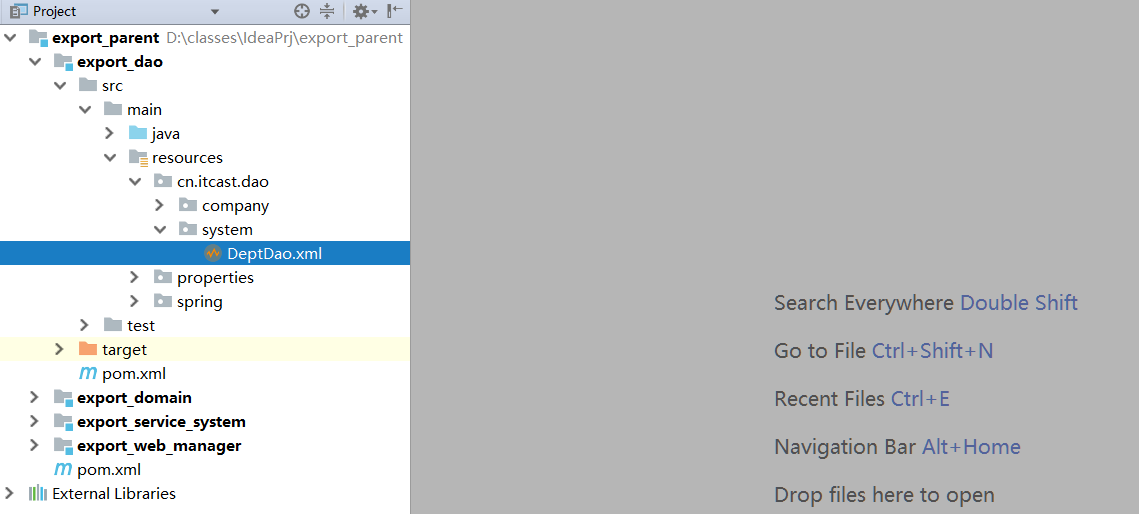 Project
export_parent D:\classes\IdeaPrj\export_parent
export_dao
src
main
java
resources
cn.itcast.dao
company
system
DeptDao.xml
properties
spring
test
target
pom.xml
export_domain
export_service_system
export_web_manager
pom.xml
External Libraries
Search Everywhere Double Shift
Go to File Ctrl+Shift+N
Recent Files Ctrl+E
Navigation Bar Alt+Home
Drop files here to open